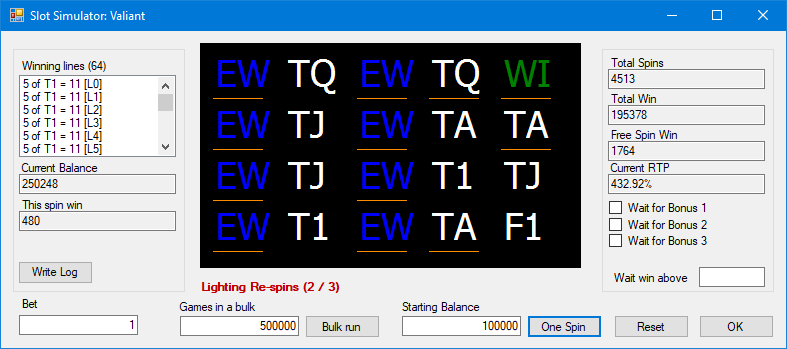 Slot Simulator: Valiant
Winning lines (64)
5 of T1 = 11 [L0]
5 of T1 = 11 [L1]
5 of T1 = 11 [L2]
5 of T1 = 11 [L3]
5 of T1 = 11 [L4]
5 of T1 = 11 [L5]
Current Balance
250248
This spin win
480
Write Log
EW TQ EW TQ WI
EW TJ EW TA TA
EW TJ EW T1 TJ
EW T1 EW TA F1
Lighting Re-spins (2 / 3)
Total Spins
4513
Total Win
195378
Free Spin Win
1764
Current RTP
432.92%
Wait for Bonus 1
Wait for Bonus 2
Wait for Bonus 3
Wait win above
Bet
1
Games in a bulk
500000
Bulk run
Starting Balance
100000
One Spin
Reset
OK